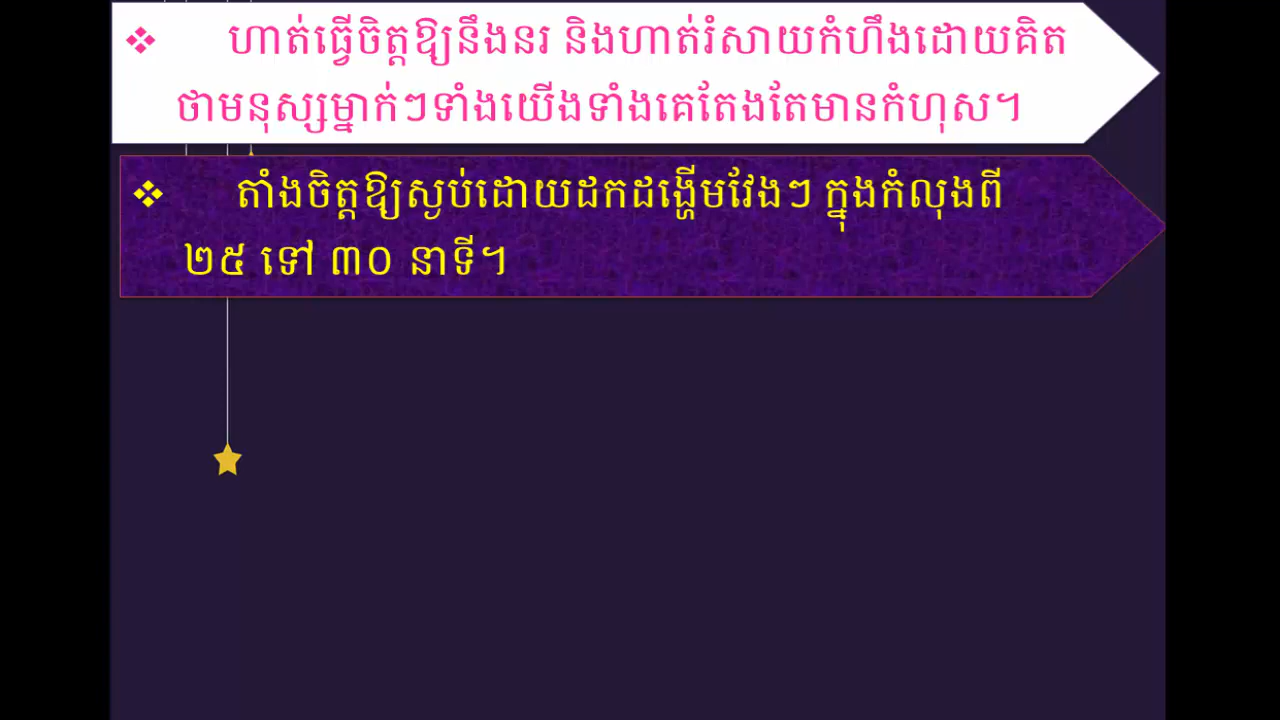 ❖ ហាត់ធ្វើចិត្តឱ្យនឹងនរ និងហាត់រំសាយកំហឹងដោយគិត
ថាមនុស្សម្នាក់ៗទាំងយើងទាំងគេតែងតែមានកំហុស។
❖ តាំងចិត្តឱ្យស្ងប់ដោយដកដង្ហើមវែងៗ ក្នុងកំលុងពី
២៥ ទៅ ៣០ នាទី។